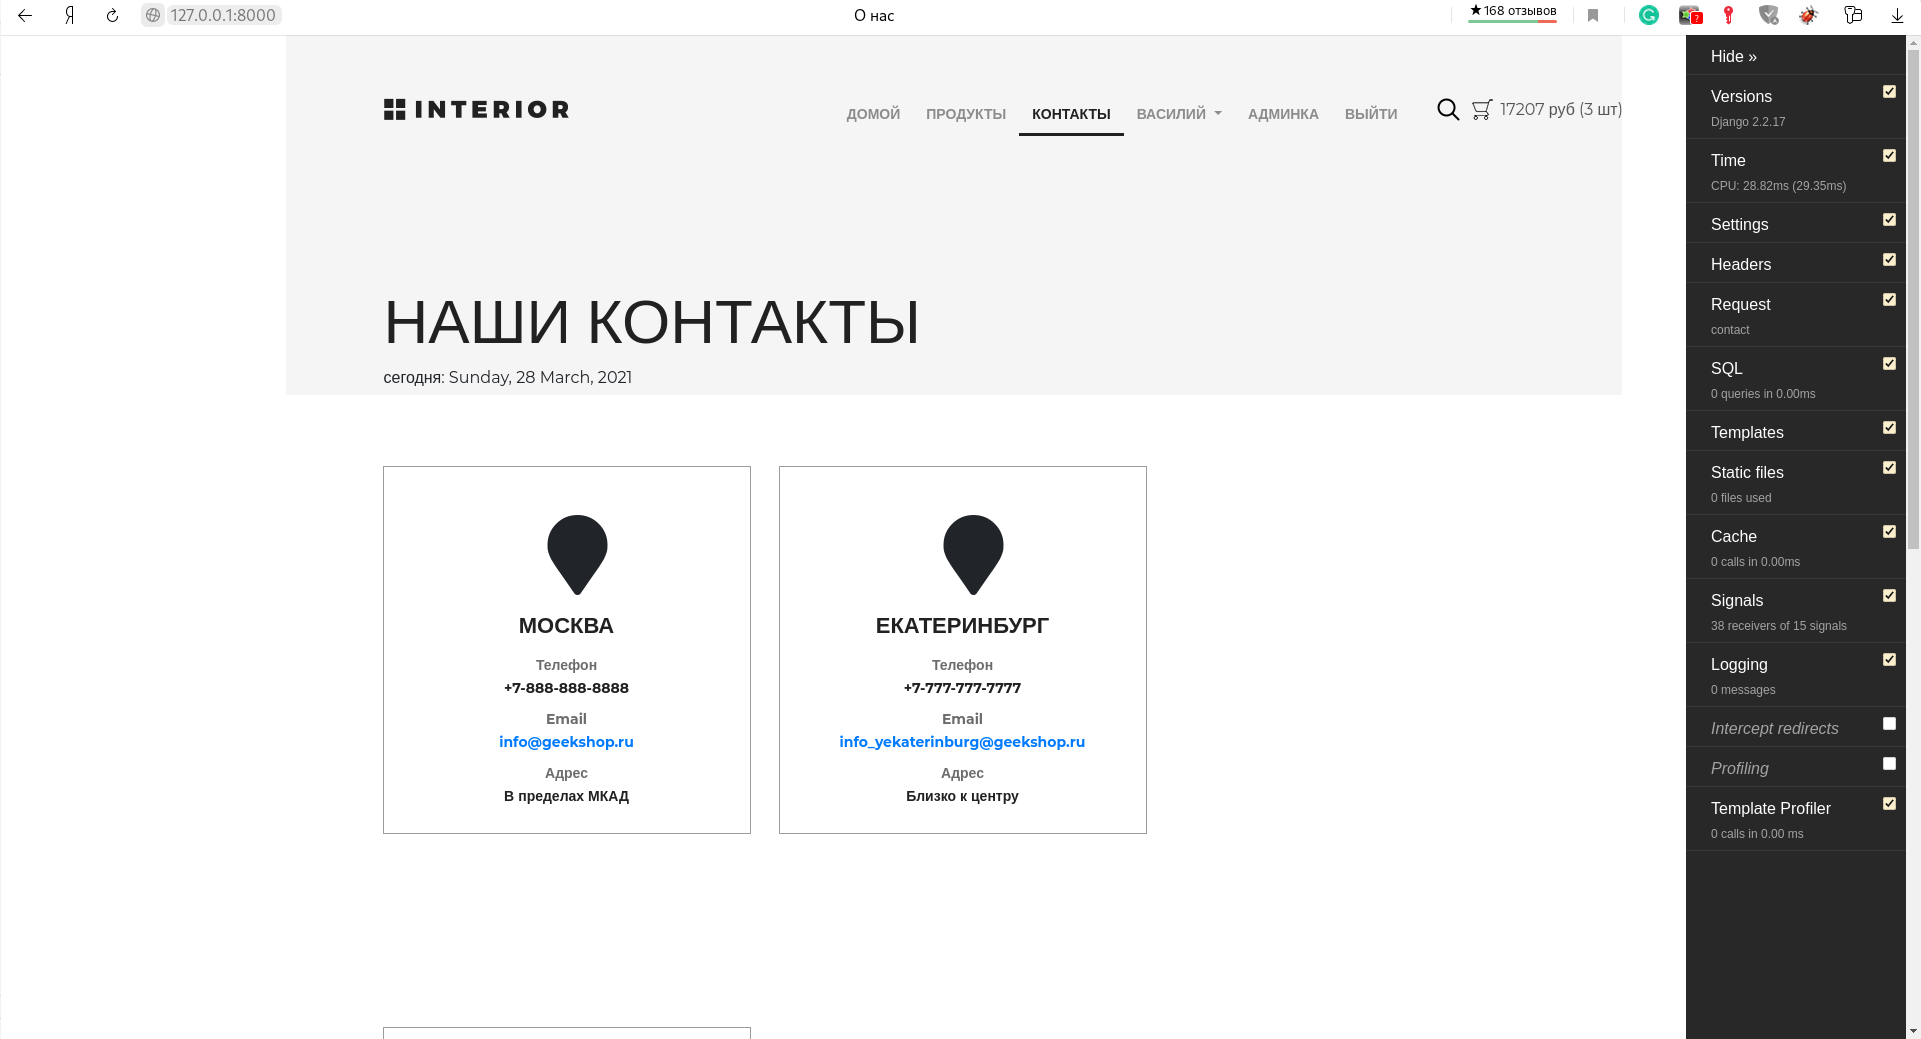 127.0.0.1:8000
О нас
★168 отзывов
INTERIOR
ДОМОЙ ПРОДУКТЫ КОНТАКТЫ ВАСИЛИЙ АДМИНКА ВЫЙТИ
17207 руб (3 шт)
НАШИ КОНТАКТЫ
сегодня: Sunday, 28 March, 2021
МОСКВА
Телефон
+7-888-888-8888
Email
info@geekshop.ru
Адрес
В пределах МКАД
ЕКАТЕРИНБУРГ
Телефон
+7-777-777-7777
Email
info_yekaterinburg@geekshop.ru
Адрес
Близко к центру
Hide »
Versions
Django 2.2.17
Time
CPU: 28.82ms (29.35ms)
Settings
Headers
Request
contact
SQL
0 queries in 0.00ms
Templates
Static files
0 files used
Cache
0 calls in 0.00ms
Signals
38 receivers of 15 signals
Logging
0 messages
Intercept redirects
Profiling
Template Profiler
0 calls in 0.00 ms